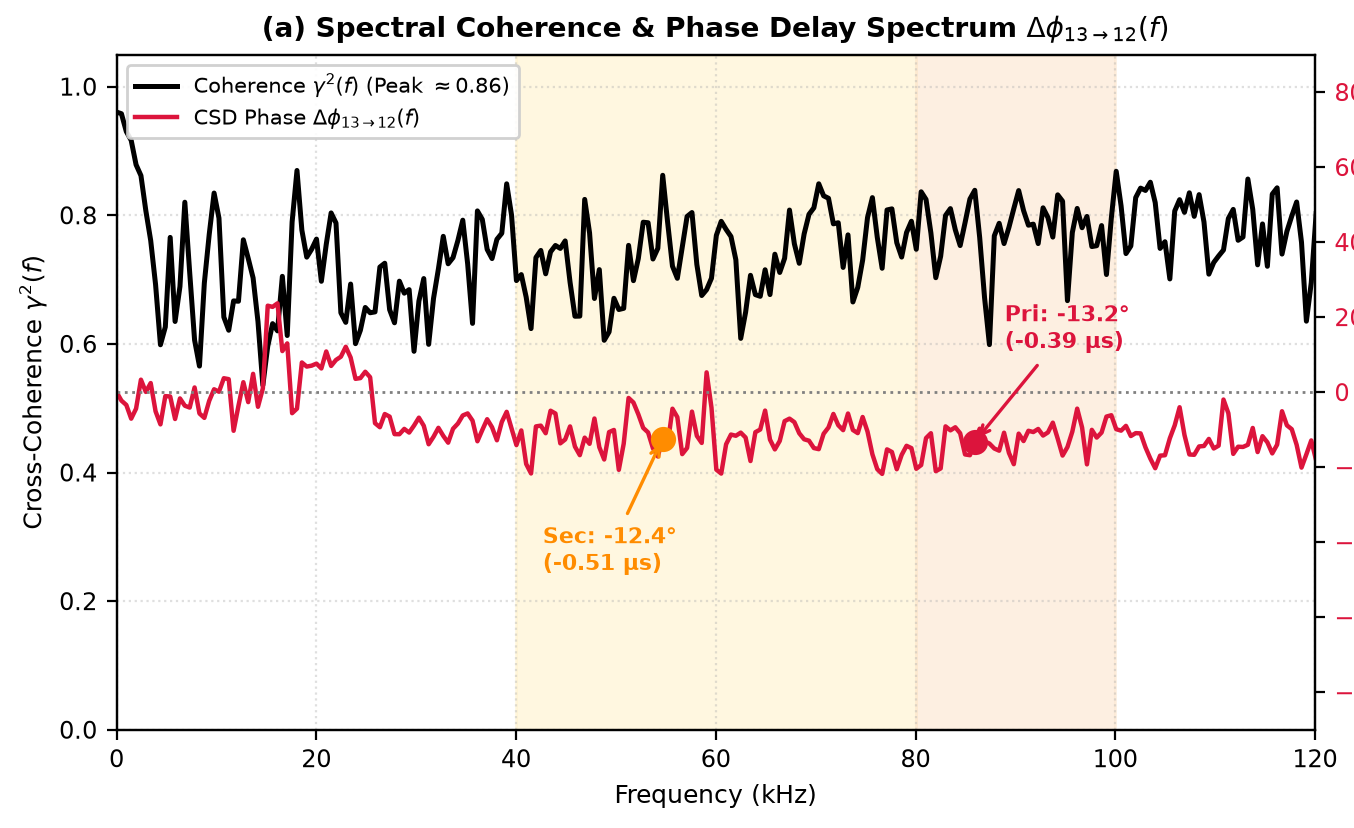 (a) Spectral Coherence & Phase Delay Spectrum Δϕ₁₃→₁₂(f)
Coherence γ²(f) (Peak ≈0.86)
CSD Phase Δϕ₁₃→₁₂(f)
Cross-Coherence γ²(f)
1.0
0.8
0.6
0.4
0.2
0.0
20
0
Pri: -13.2°
(-0.39 μs)
Sec: -12.4°
(-0.51 μs)
0
20
40
60
80
100
120
Frequency (kHz)